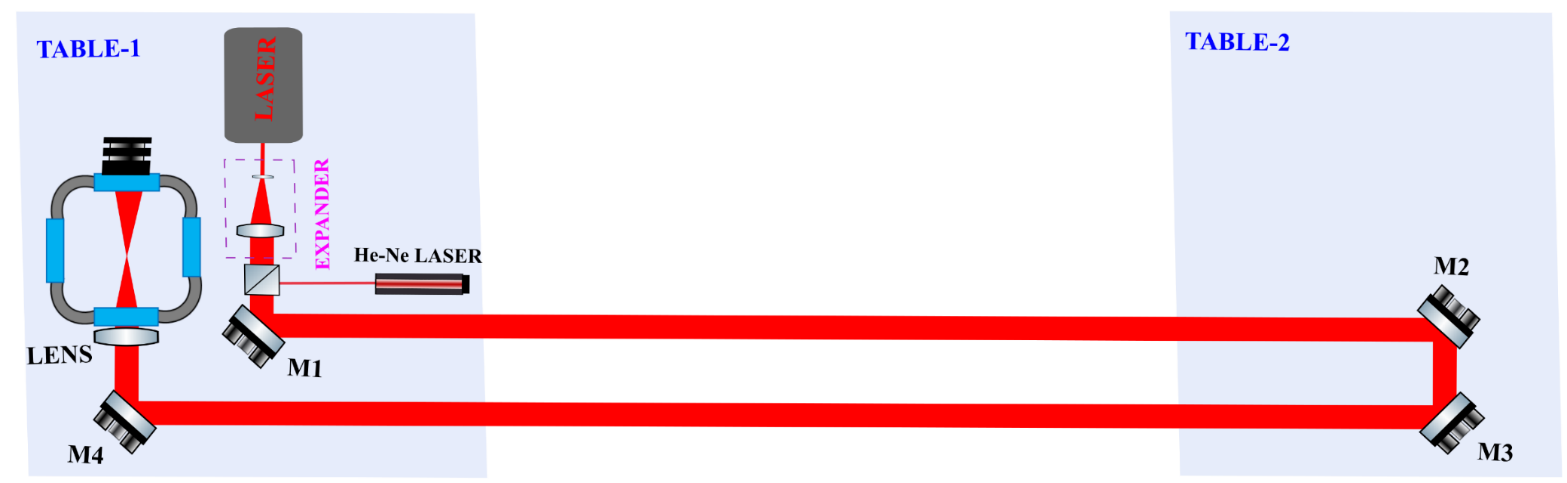 TABLE-1
LASER
TABLE-2
EXPANDER
He-Ne LASER
M2
LENS
M1
M4
M3